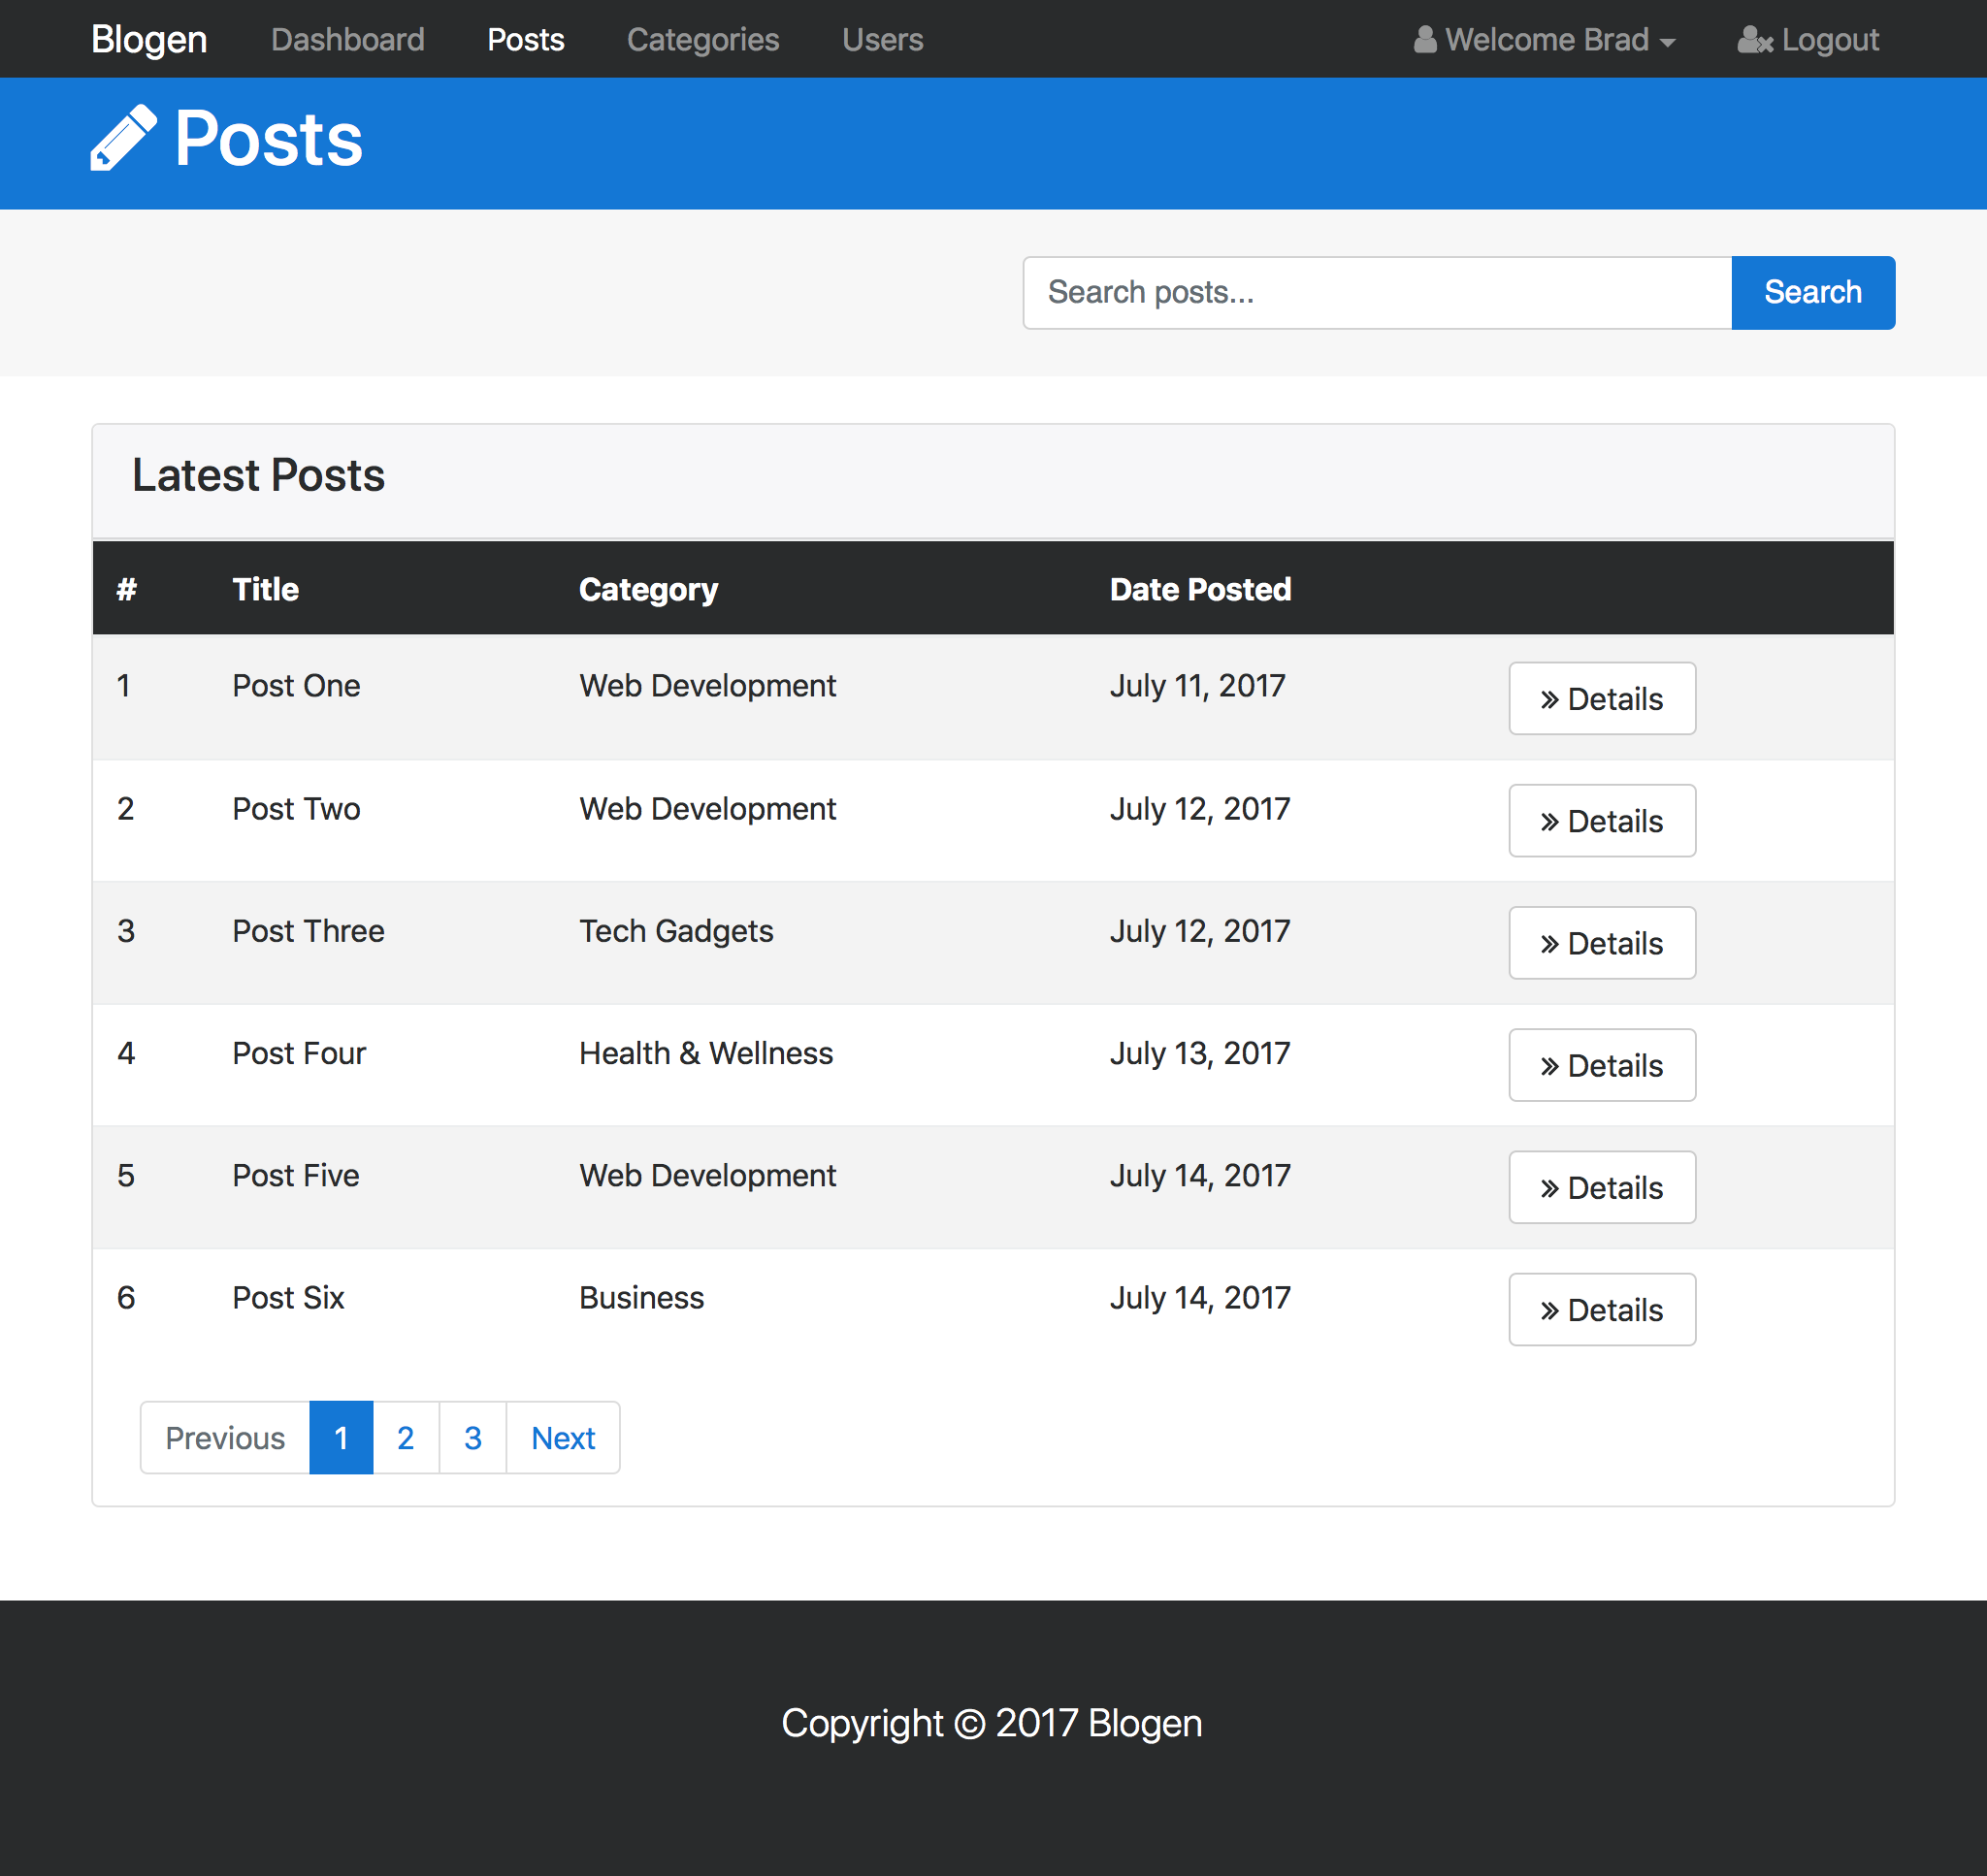 Blogen Dashboard Posts Categories Users Welcome Brad Logout
Posts
Search posts... Search
Latest Posts
# Title Category Date Posted
1 Post One Web Development July 11, 2017 » Details
2 Post Two Web Development July 12, 2017 » Details
3 Post Three Tech Gadgets July 12, 2017 » Details
4 Post Four Health & Wellness July 13, 2017 » Details
5 Post Five Web Development July 14, 2017 » Details
6 Post Six Business July 14, 2017 » Details
Previous 1 2 3 Next
Copyright © 2017 Blogen